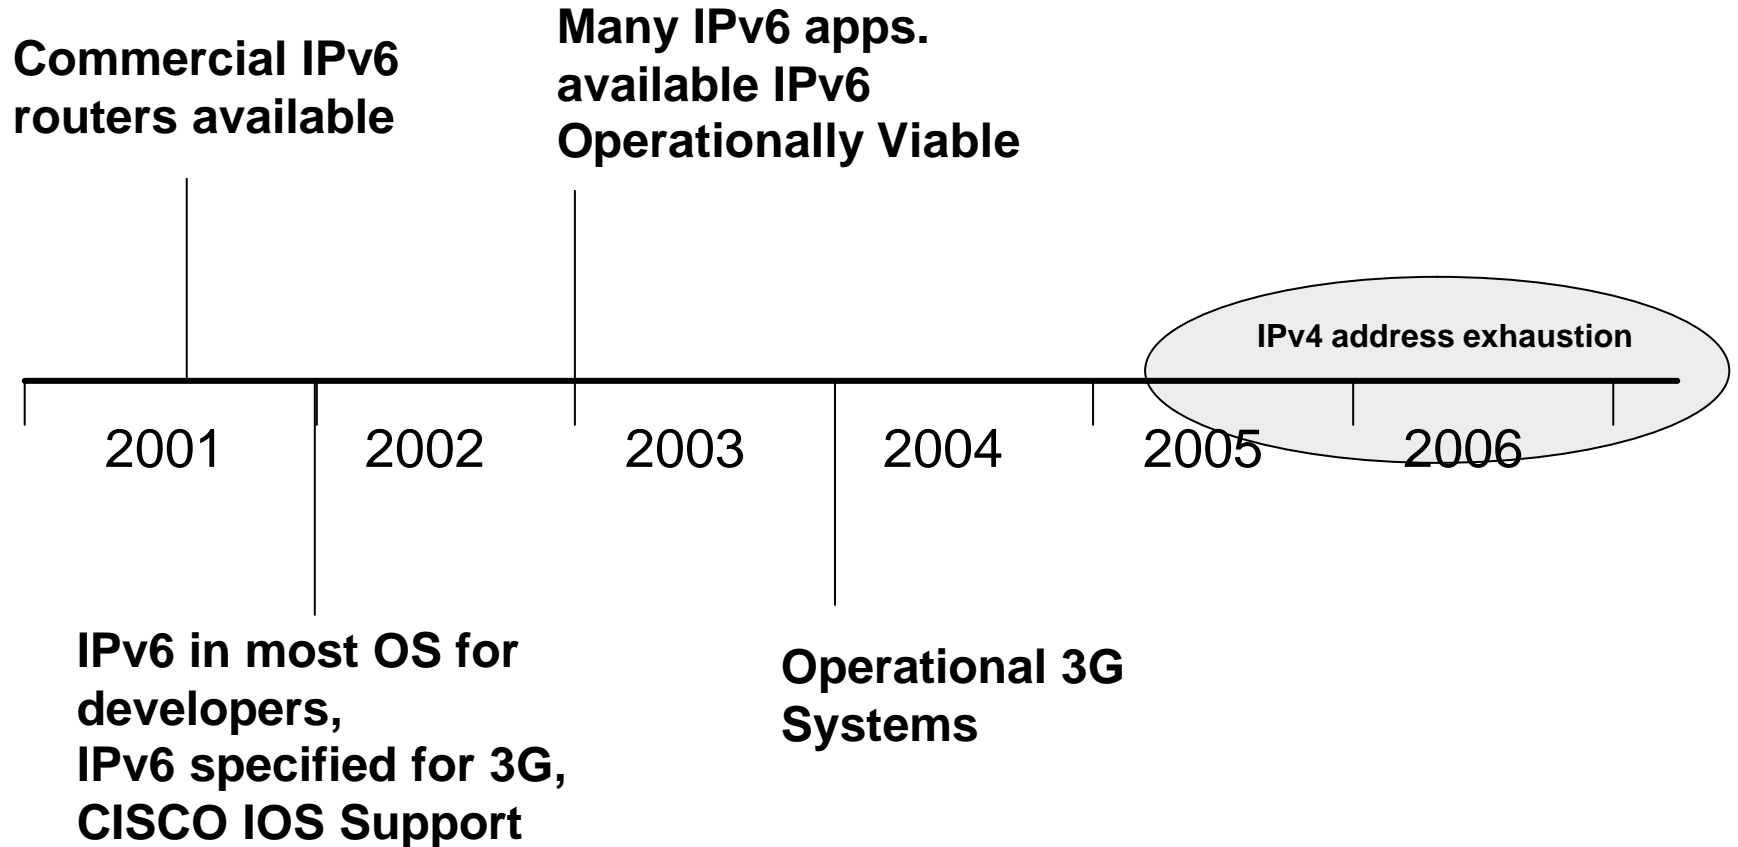 Commercial IPv6
routers available
Many IPv6 apps.
available IPv6
Operationally Viable
IPv4 address exhaustion
2001 2002 2003 2004 2005 2006
IPv6 in most OS for
developers,
IPv6 specified for 3G,
CISCO IOS Support
Operational 3G
Systems